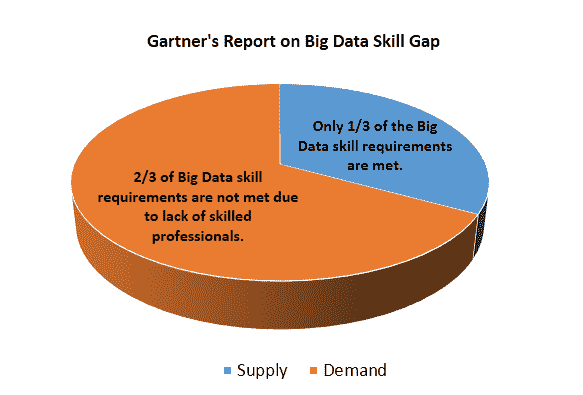 Gartner's Report on Big Data Skill Gap
Only 1/3 of the Big
Data skill requirements
are met.
2/3 of Big Data skill
requirements are not met due
to lack of skilled
professionals.
Supply
Demand